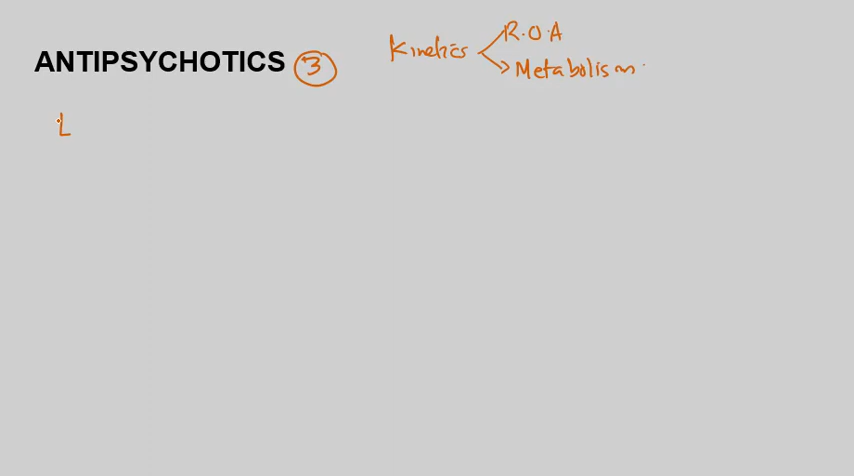 ANTIPSYCHOTICS 3
Kinetics
R.O.A
Metabolism
L